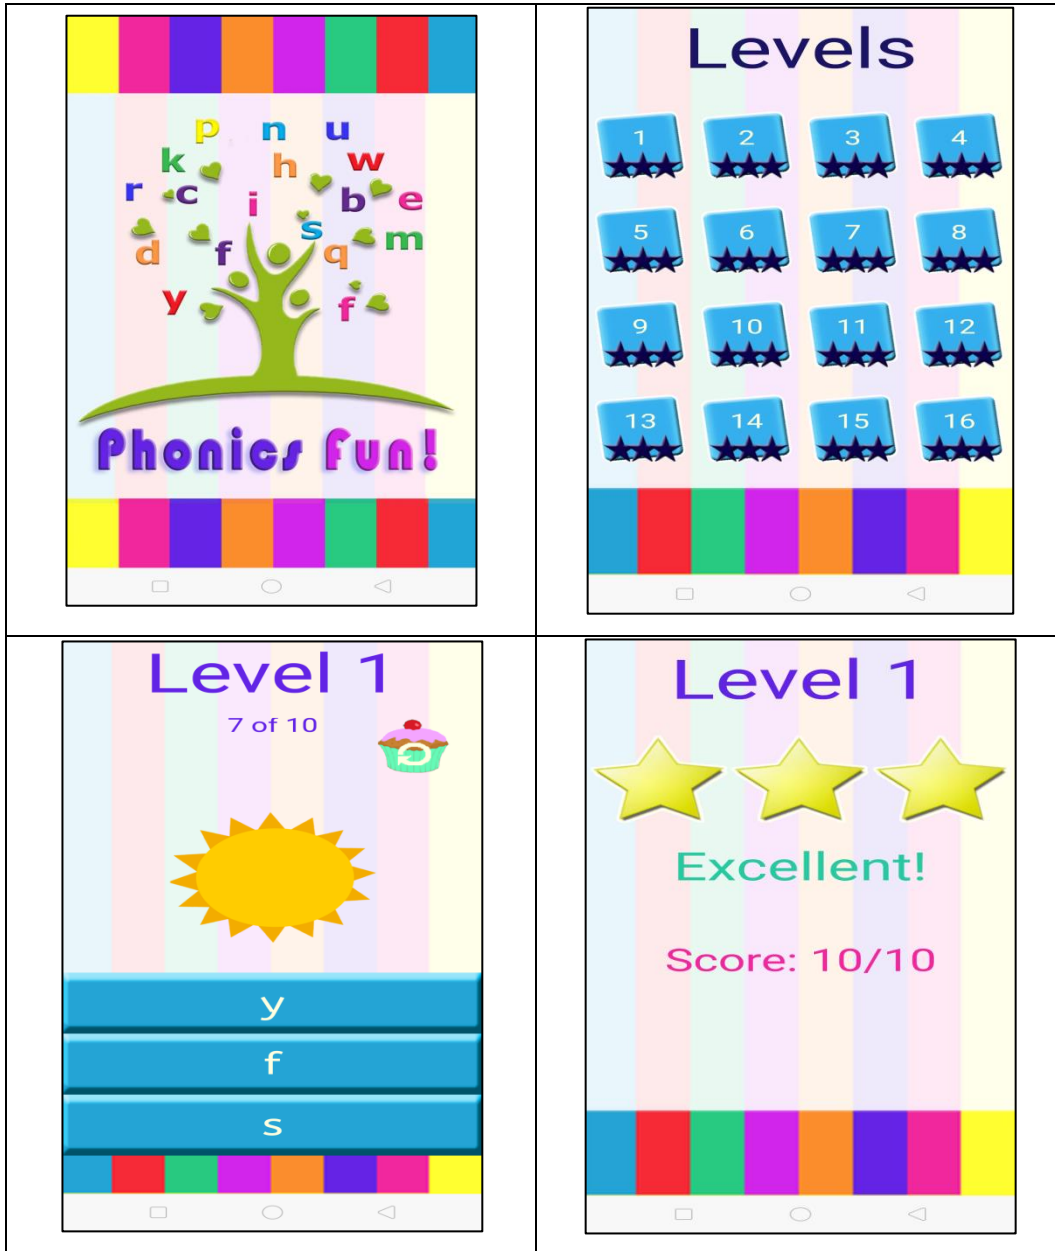 p n u
k h w
r c i b e
d f s q m
y f
Phonics Fun!
Levels
1 2 3 4
5 6 7 8
9 10 11 12
13 14 15 16
Level 1
7 of 10
y
f
s
Level 1
Excellent!
Score: 10/10